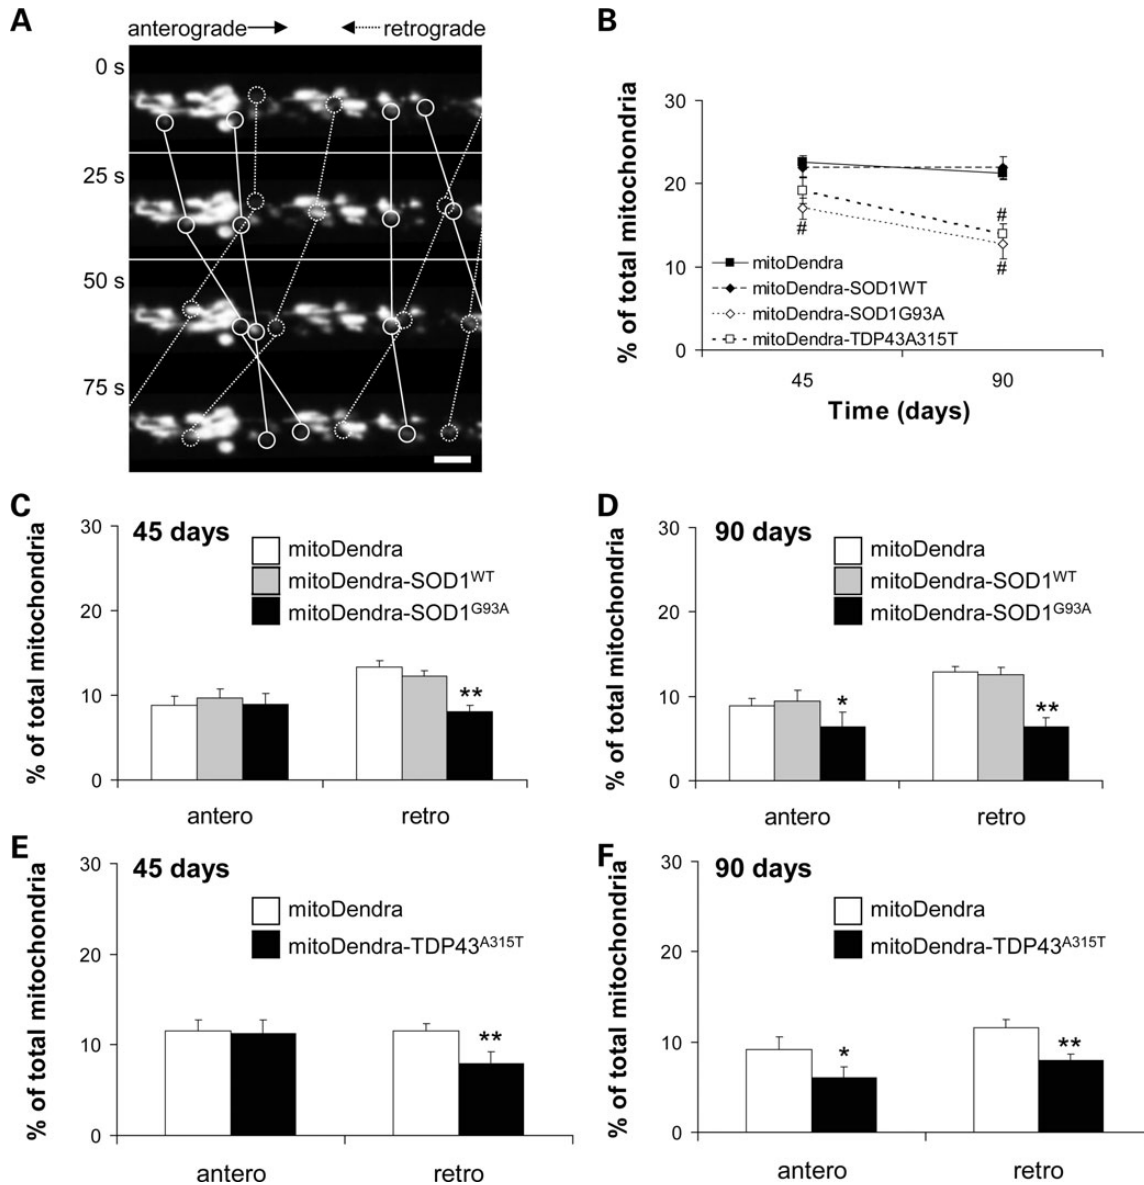 A
anterograde
retrograde
0 s
25 s
50 s
75 s
B
% of total mitochondria
30
20
10
0
#
#
#
mitoDendra
mitoDendra-SOD1WT
mitoDendra-SOD1G93A
mitoDendra-TDP43A315T
45
90
Time (days)
C
45 days
% of total mitochondria
30
20
10
0
mitoDendra
mitoDendra-SOD1WT
mitoDendra-SOD1G93A
**
antero
retro
D
90 days
% of total mitochondria
30
20
10
0
mitoDendra
mitoDendra-SOD1WT
mitoDendra-SOD1G93A
*
**
antero
retro
E
45 days
% of total mitochondria
30
20
10
0
mitoDendra
mitoDendra-TDP43A315T
**
antero
retro
F
90 days
% of total mitochondria
30
20
10
0
mitoDendra
mitoDendra-TDP43A315T
*
**
antero
retro